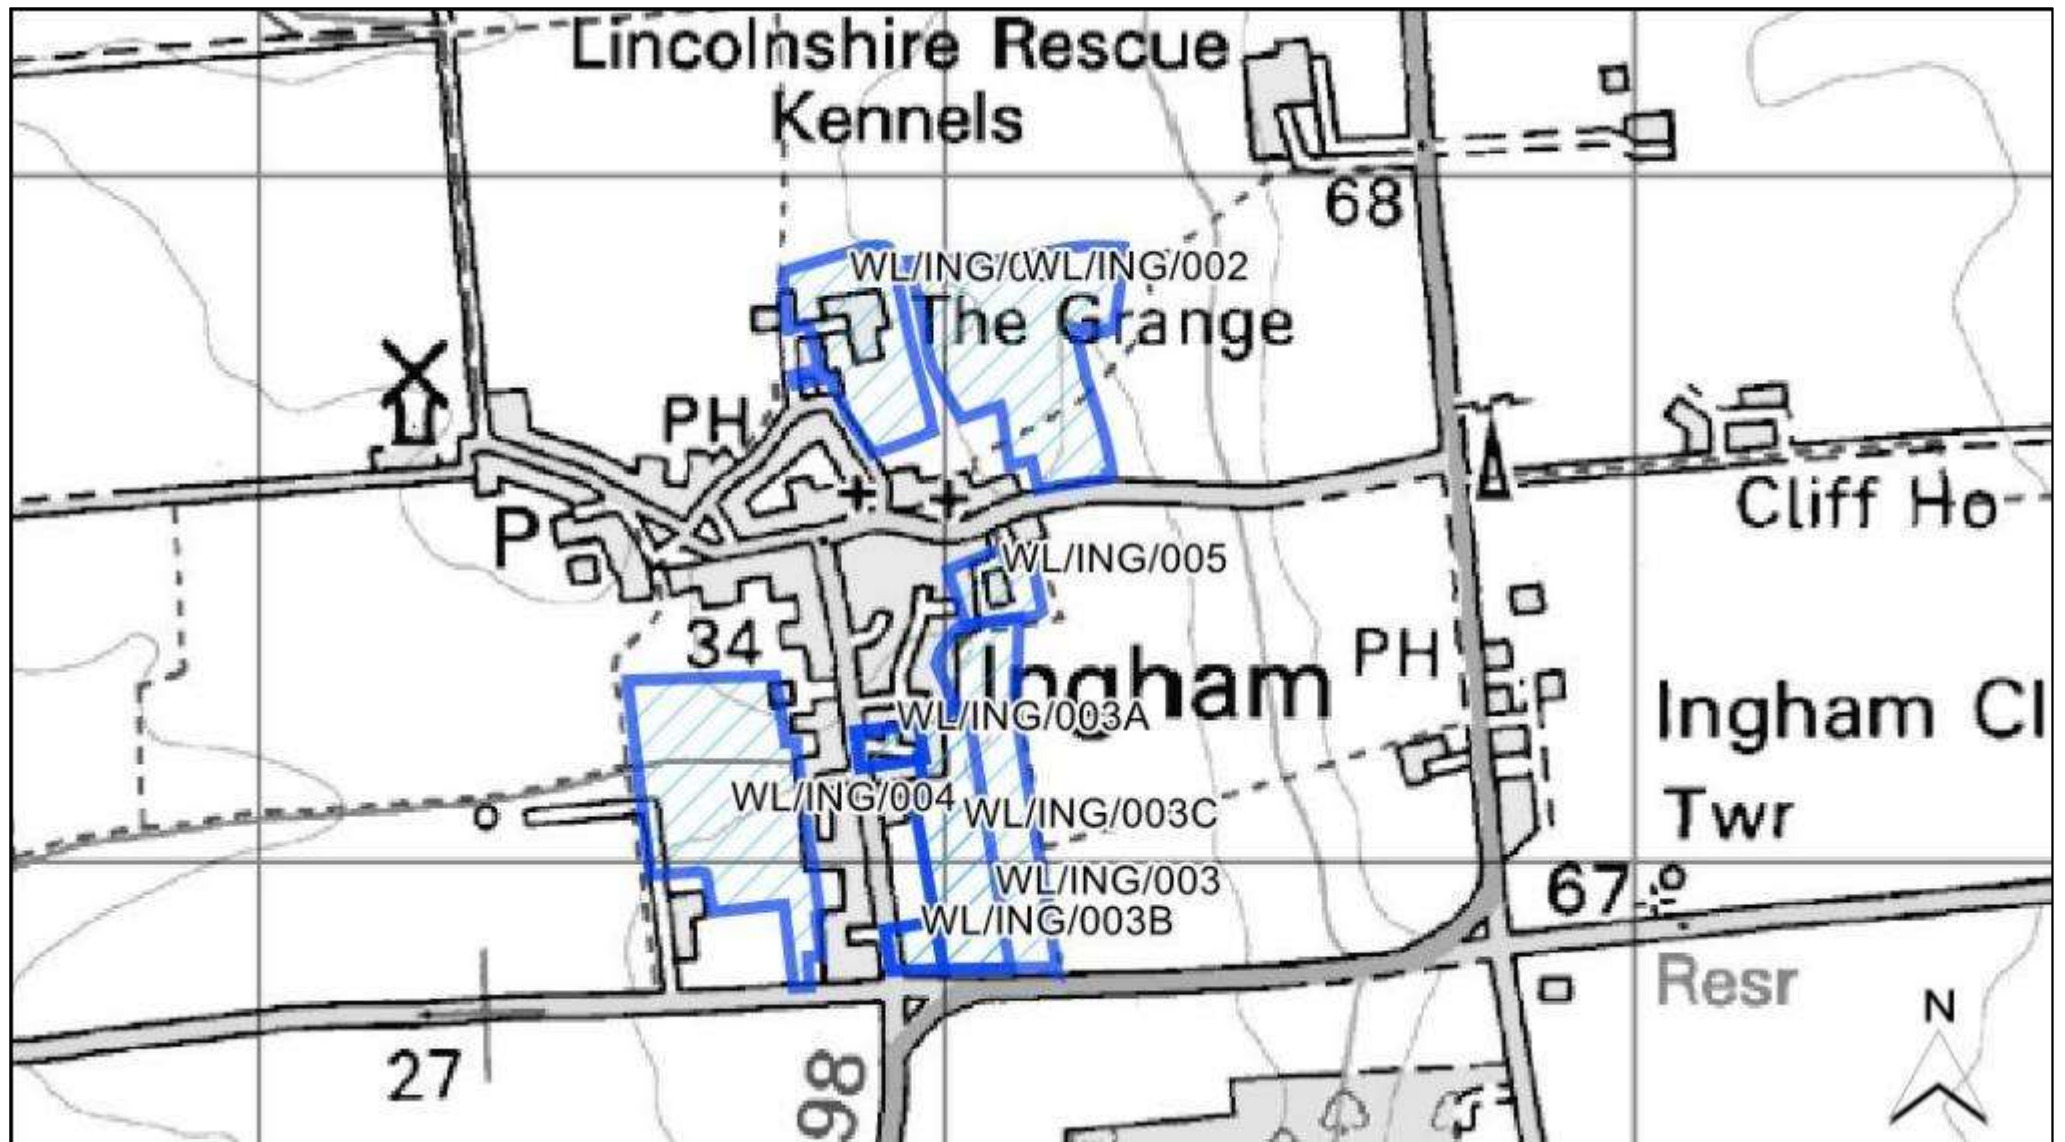 Lincolnshire Rescue
Kennels
68
WL/ING/0
WL/ING/002
The Grange
PH
P
Cliff Ho
WL/ING/005
34
Ingham
PH
Ingham Cl
Twr
WL/ING/003A
WL/ING/004
WL/ING/003C
WL/ING/003
WL/ING/003B
67
Resr
N
27
98